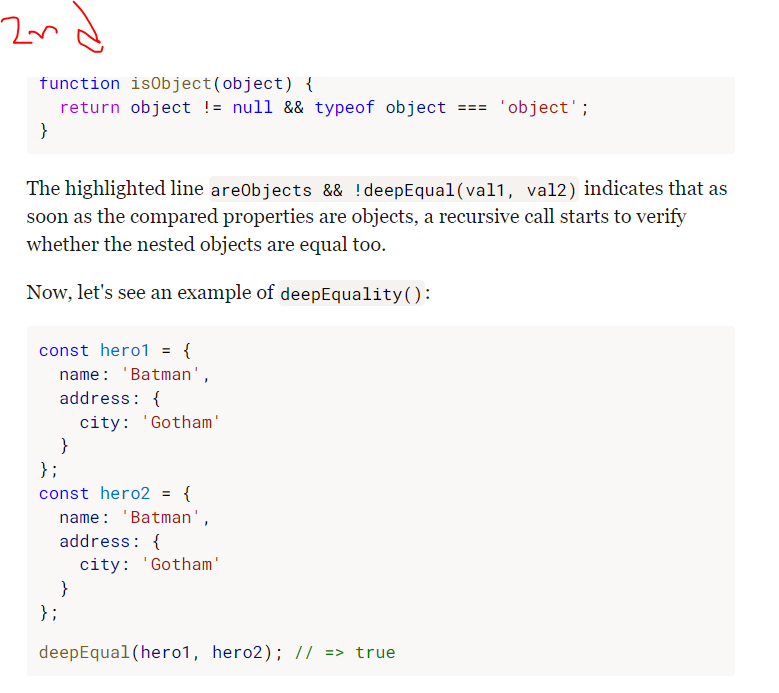 2nd
function isObject(object) {
  return object != null && typeof object === 'object';
}
The highlighted line areObjects && !deepEqual(val1, val2) indicates that as
soon as the compared properties are objects, a recursive call starts to verify
whether the nested objects are equal too.
Now, let's see an example of deepEquality():
const hero1 = {
  name: 'Batman',
  address: {
    city: 'Gotham'
  }
};
const hero2 = {
  name: 'Batman',
  address: {
    city: 'Gotham'
  }
};
deepEqual(hero1, hero2); // => true